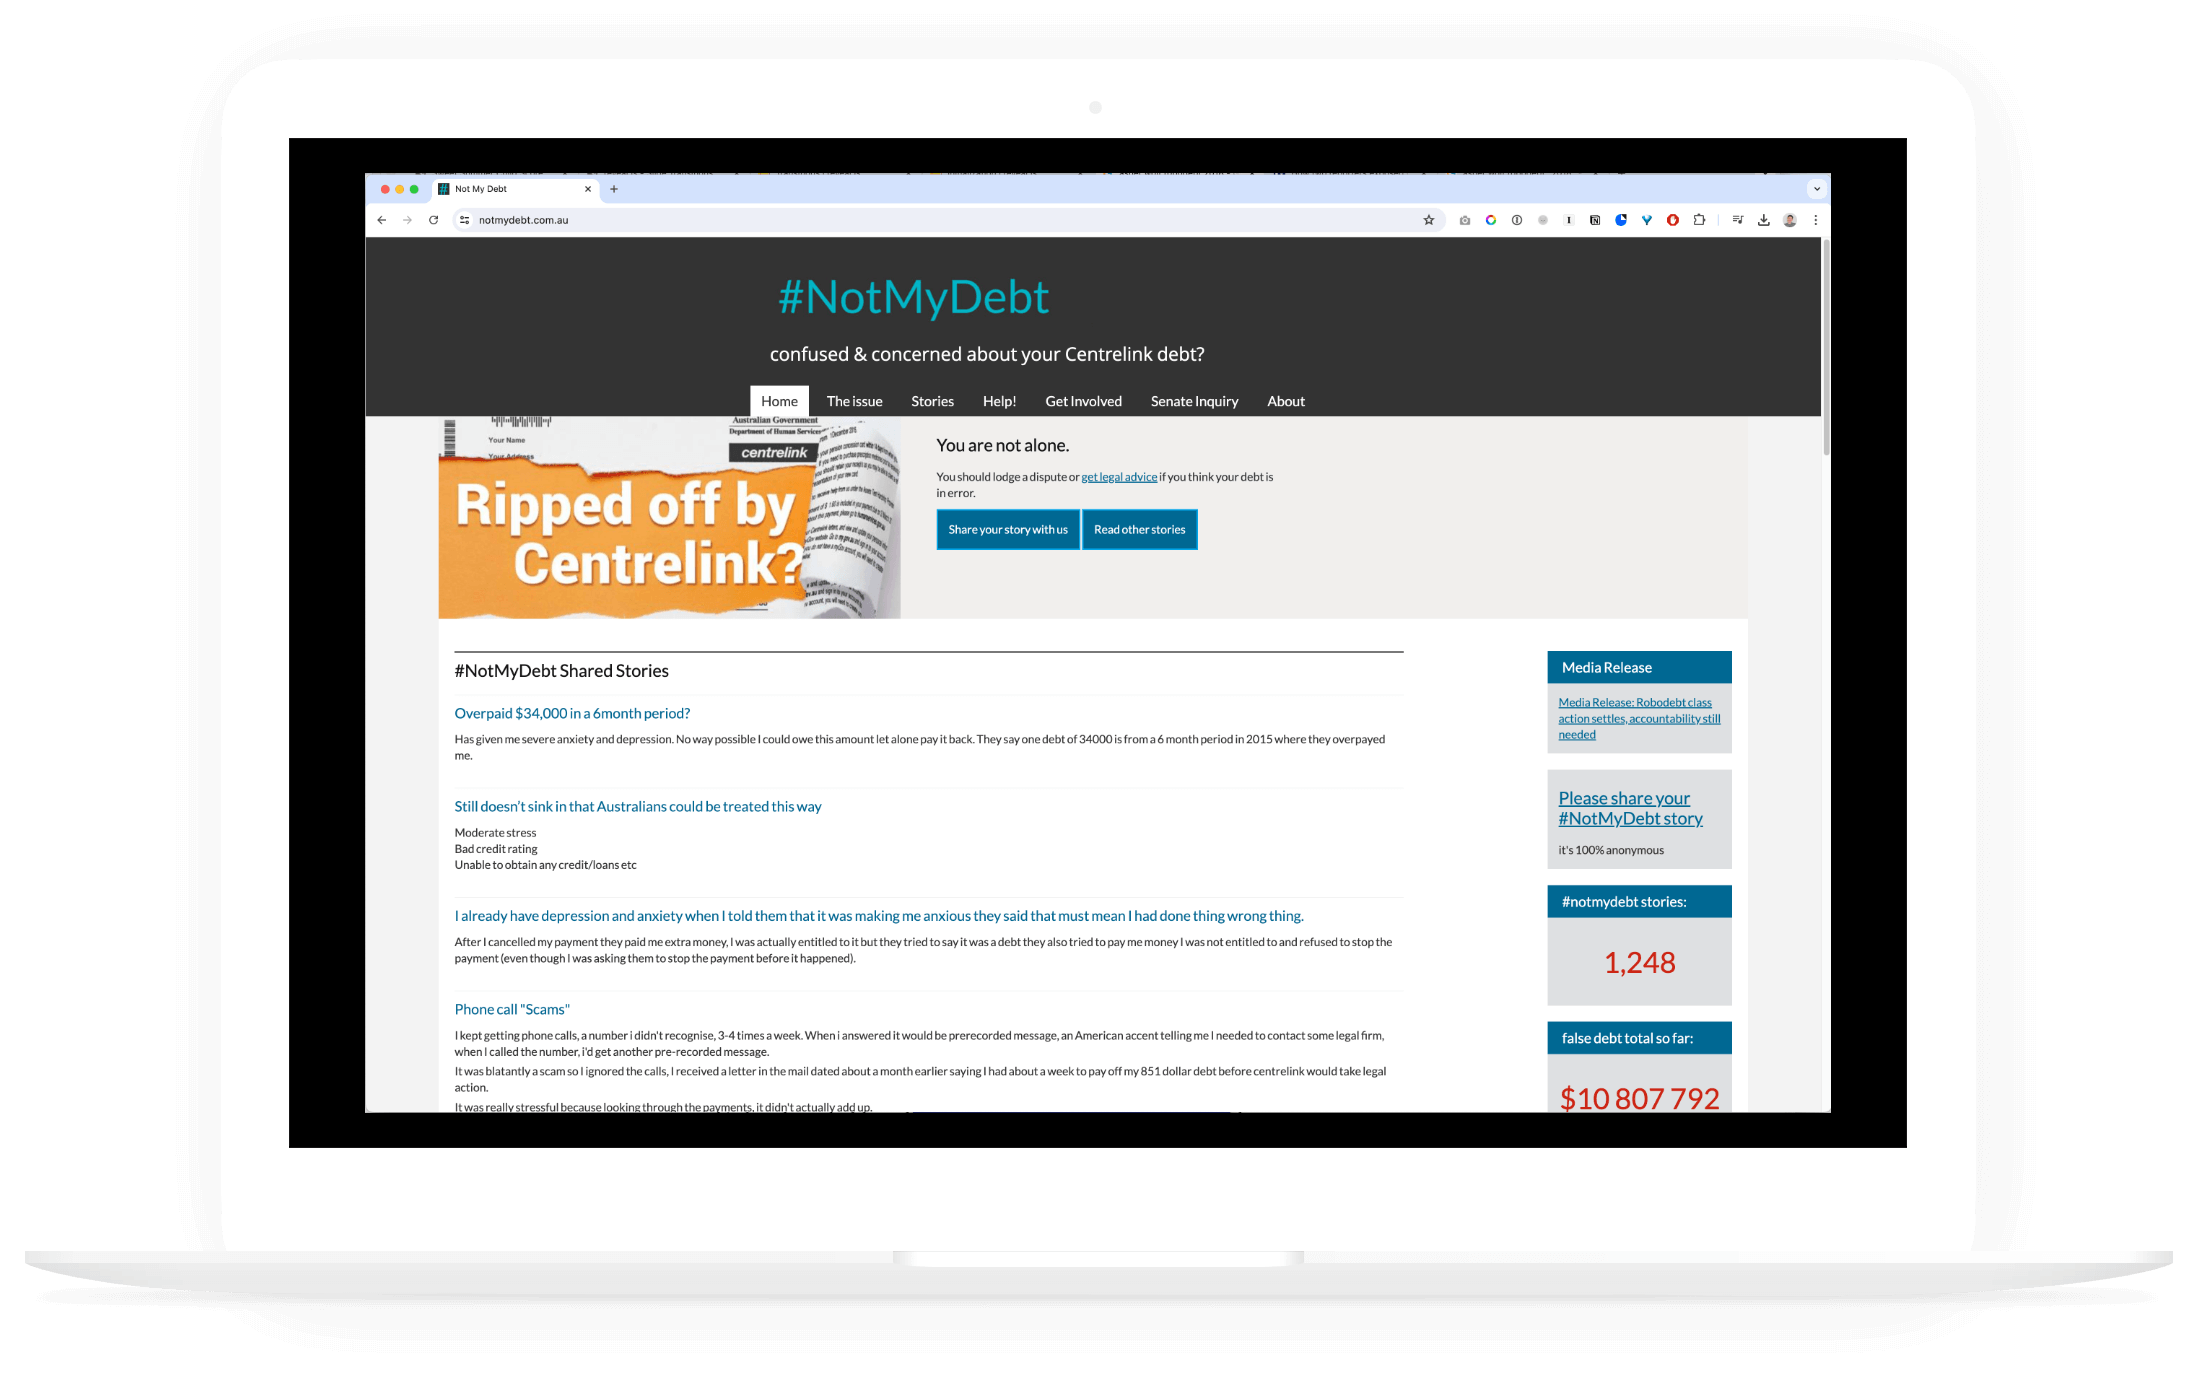 Not My Debt
notmydebt.com.au
#NotMyDebt
confused & concerned about your Centrelink debt?
Home
The issue
Stories
Help!
Get Involved
Senate Inquiry
About
Your Name
Your Address
Australian Government
Department of Human Services
centrelink
Ripped off by
Centrelink?
You are not alone.
You should lodge a dispute or get legal advice if you think your debt is
in error.
Share your story with us
Read other stories
#NotMyDebt Shared Stories
Overpaid $34,000 in a 6month period?
Has given me severe anxiety and depression. No way possible I could owe this amount let alone pay it back. They say one debt of 34000 is from a 6 month period in 2015 where they overpayed
me.
Still doesn't sink in that Australians could be treated this way
Moderate stress
Bad credit rating
Unable to obtain any credit/loans etc
I already have depression and anxiety when I told them that it was making me anxious they said that must mean I had done thing wrong thing.
After I cancelled my payment they paid me extra money, I was actually entitled to it but they tried to say it was a debt they also tried to pay me money I was not entitled to and refused to stop the
payment (even though I was asking them to stop the payment before it happened).
Phone call "Scams"
I kept getting phone calls, a number i didn't recognise, 3-4 times a week. When i answered it would be prerecorded message, an American accent telling me I needed to contact some legal firm,
when I called the number, i'd get another pre-recorded message.
It was blatantly a scam so I ignored the calls, I received a letter in the mail dated about a month earlier saying I had about a week to pay off my 851 dollar debt before centrelink would take legal
action.
It was really stressful because looking through the payments, it didn't actually add up.
Media Release
Media Release: Robodebt class
action settles, accountability still
needed
Please share your
#NotMyDebt story
it's 100% anonymous
#notmydebt stories:
1,248
false debt total so far:
$10 807 792